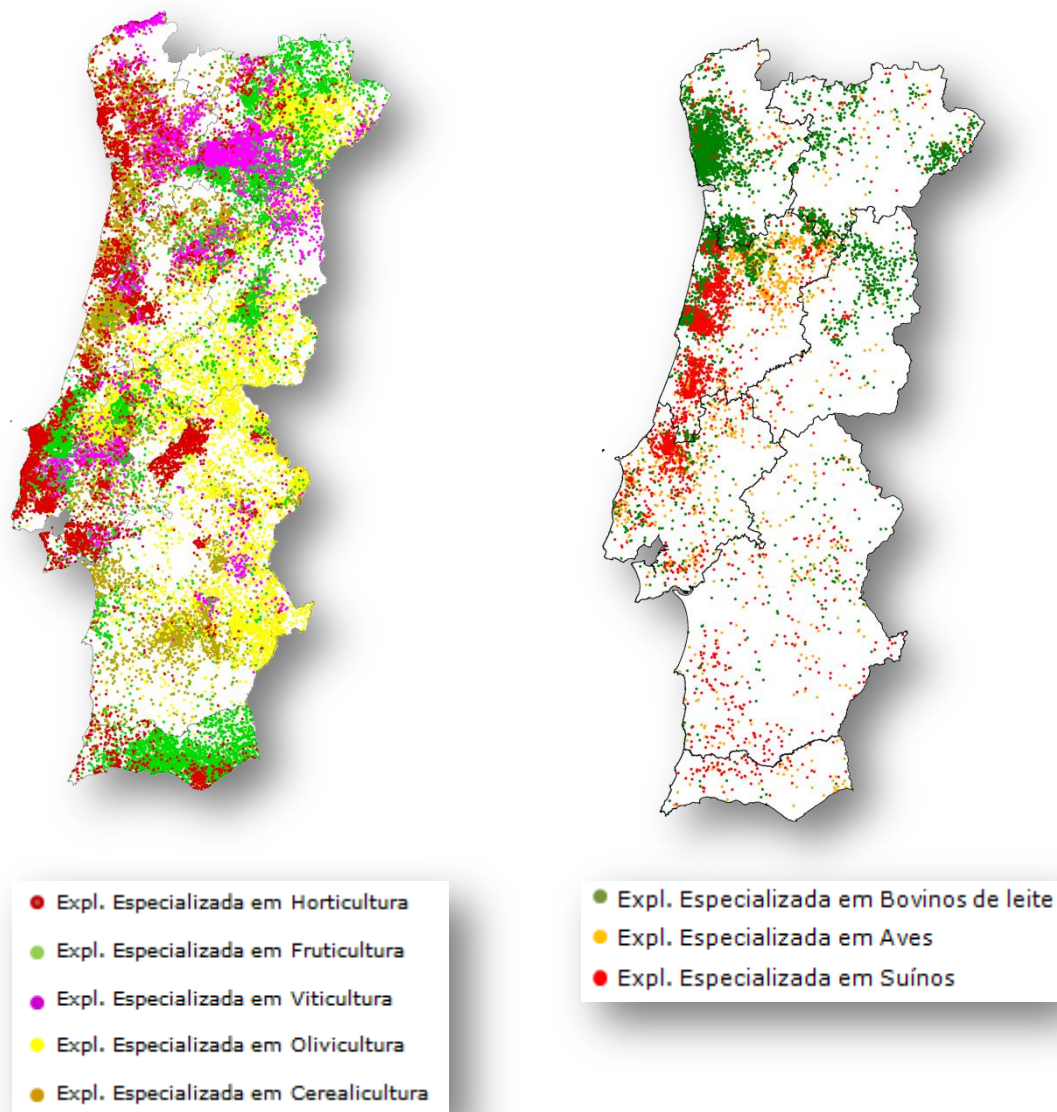 Expl. Especializada em Horticultura
Expl. Especializada em Fruticultura
Expl. Especializada em Viticultura
Expl. Especializada em Olivicultura
Expl. Especializada em Cerealicultura
Expl. Especializada em Bovinos de leite
Expl. Especializada em Aves
Expl. Especializada em Suínos